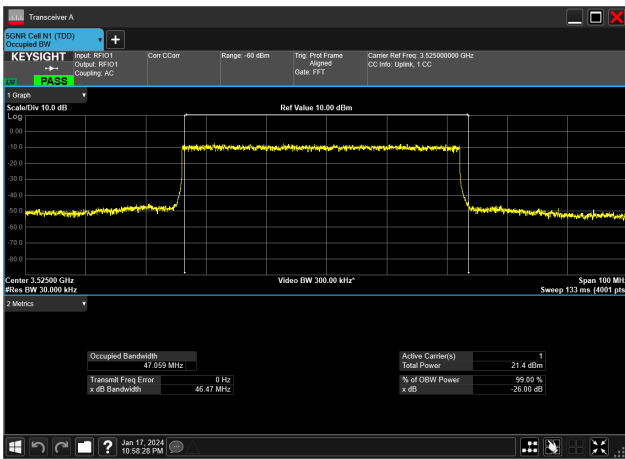 Transceiver A
5GNR Cell N1 (TDD)
Occupied BW
KEYSIGHT
LXI
PASS
Input: RFIO1
Output: RFIO1
Coupling: AC
Corr CCorr
Range: -60 dBm
Trig: Prot Frame
Aligned
Gate: FFT
Carrier Ref Freq: 3.525000000 GHz
CC Info: Uplink, 1 CC
1 Graph
Scale/Div 10.0 dB
Ref Value 10.00 dBm
Log
0.00
-10.0
-20.0
-30.0
-40.0
-50.0
-60.0
-70.0
-80.0
Center 3.52500 GHz
Video BW 300.00 kHz*
Span 100 MH
#Res BW 30.000 kHz
Sweep 133 ms (4001 pts
2 Metrics
Occupied Bandwidth
47.059 MHz
Transmit Freq Error 0 Hz
x dB Bandwidth 46.47 MHz
Active Carrier(s) 1
Total Power 21.4 dBm
% of OBW Power 99.00 %
x dB -26.00 dB
?
Jan 17, 2024
10:58:28 PM